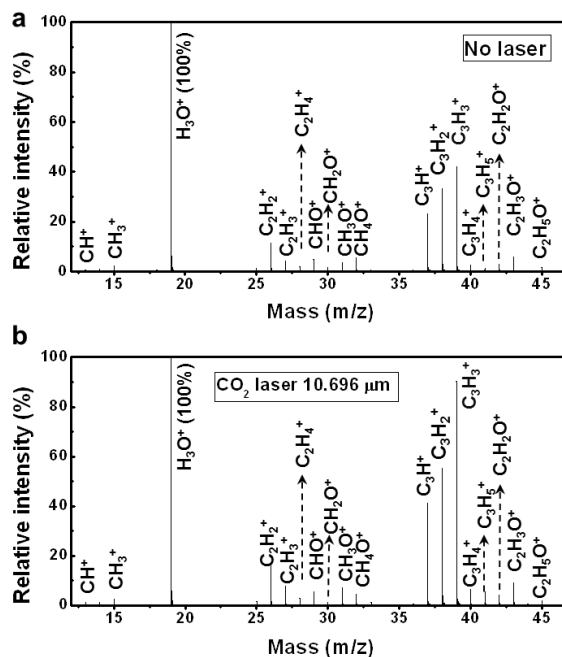 a
No laser
Relative intensity (%)
100
80
60
40
20
0
CH⁺
CH₃⁺
H₃O⁺ (100%)
C₂H₂⁺
C₂H₃⁺
C₂H₄⁺
CHO⁺
CH₂O⁺
CH₃O⁺
CH₄O⁺
C₃H⁺
C₃H₂⁺
C₃H₃⁺
C₃H₄⁺
C₃H₅⁺
C₂H₂O⁺
C₂H₃O⁺
C₂H₅O⁺
15 20 25 30 35 40 45
Mass (m/z)
b
CO₂ laser 10.696 μm
Relative intensity (%)
100
80
60
40
20
0
CH⁺
CH₃⁺
H₃O⁺ (100%)
C₂H₂⁺
C₂H₃⁺
C₂H₄⁺
CHO⁺
CH₂O⁺
CH₃O⁺
CH₄O⁺
C₃H⁺
C₃H₂⁺
C₃H₃⁺
C₃H₄⁺
C₃H₅⁺
C₂H₂O⁺
C₂H₃O⁺
C₂H₅O⁺
15 20 25 30 35 40 45
Mass (m/z)